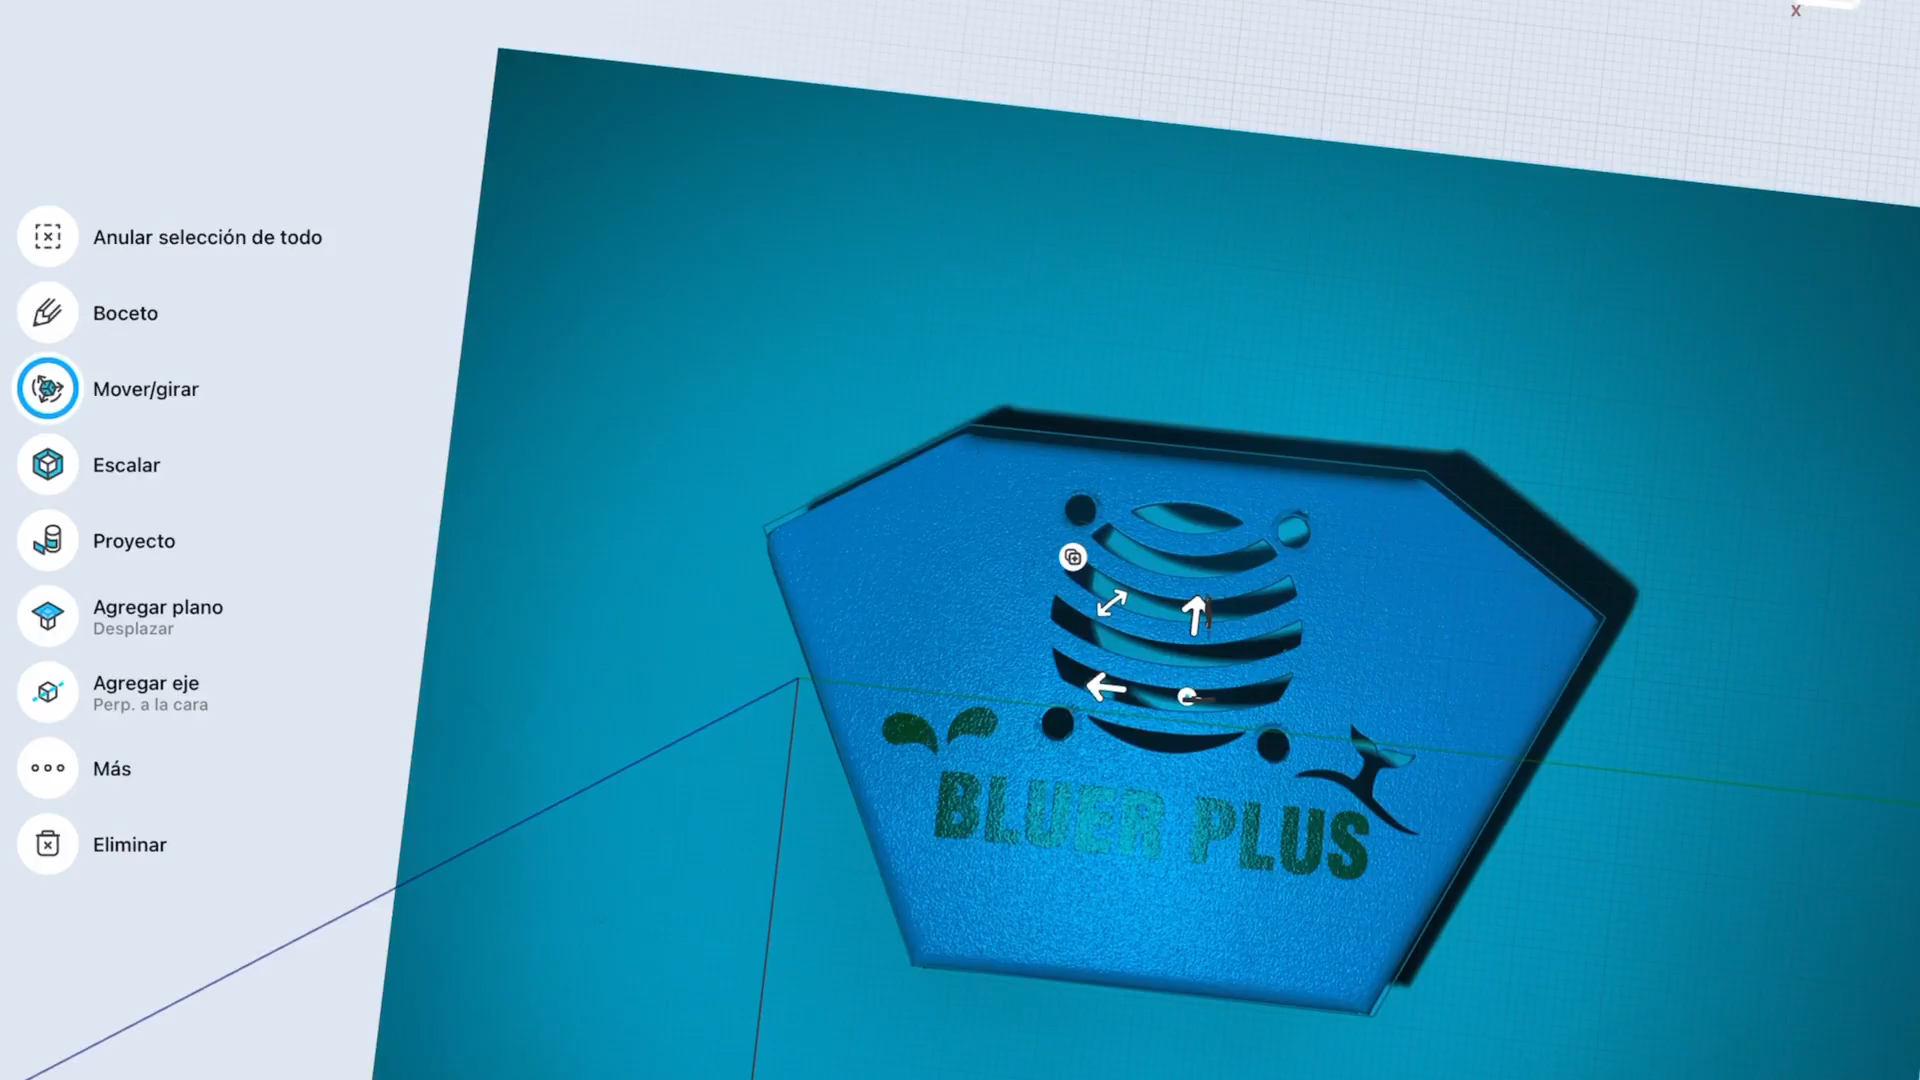 x
Anular selección de todo
Boceto
Mover/girar
Escalar
Proyecto
Agregar plano
Desplazar
Agregar eje
Perp. a la cara
Más
Eliminar
BLUER PLUS